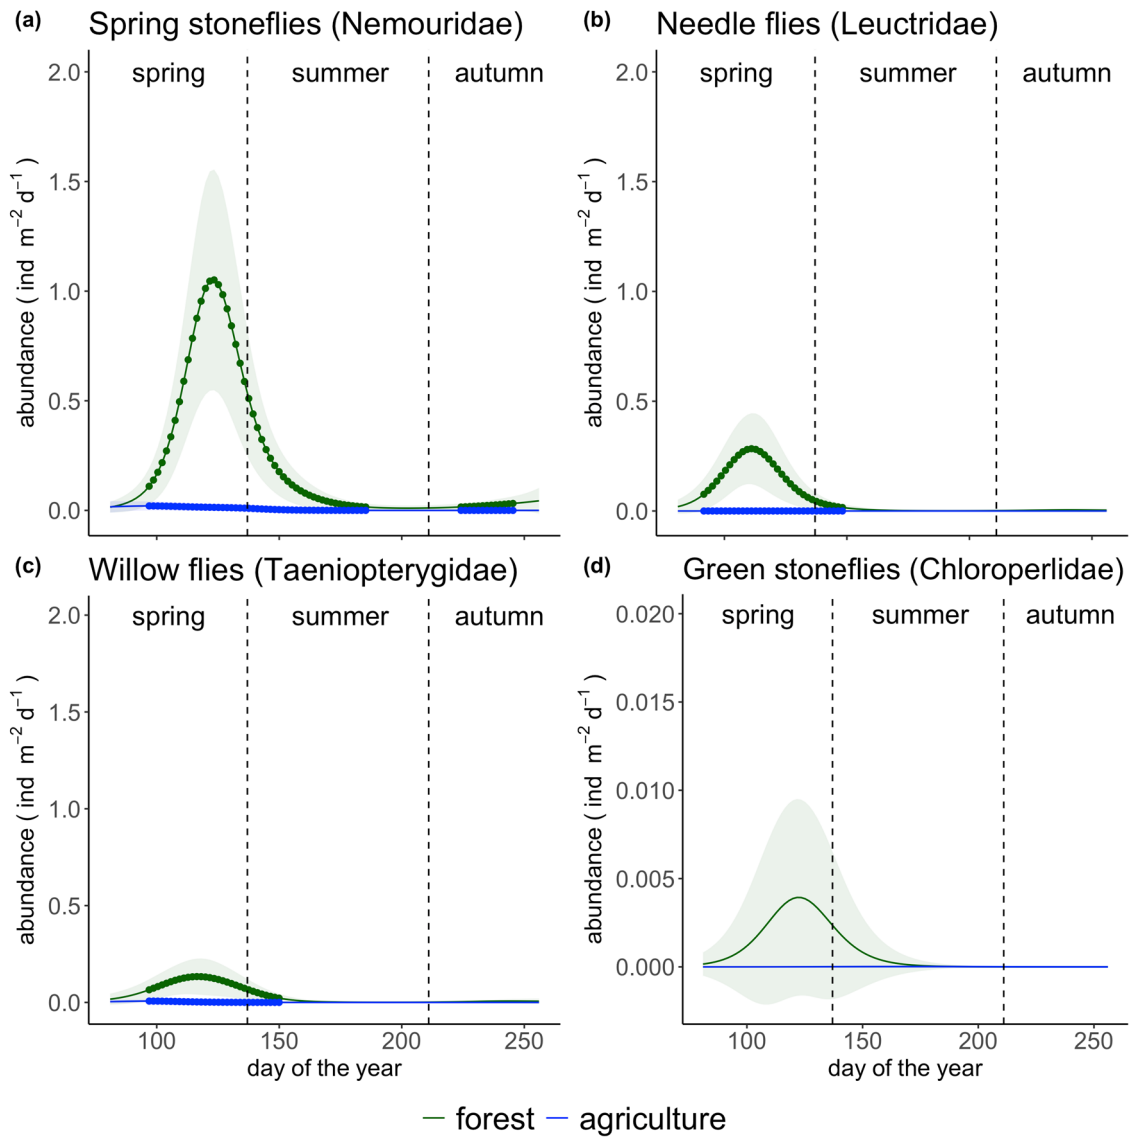 (a) Spring stoneflies (Nemouridae)
spring summer autumn
2.0
1.5
1.0
0.5
0.0
abundance ( ind m⁻² d⁻¹ )
(b) Needle flies (Leuctridae)
spring summer autumn
2.0
1.5
1.0
0.5
0.0
abundance ( ind m⁻² d⁻¹ )
(c) Willow flies (Taeniopterygidae)
spring summer autumn
2.0
1.5
1.0
0.5
0.0
abundance ( ind m⁻² d⁻¹ )
100 150 200 250
day of the year
(d) Green stoneflies (Chloroperlidae)
spring summer autumn
0.020
0.015
0.010
0.005
0.000
abundance ( ind m⁻² d⁻¹ )
100 150 200 250
day of the year
forest agriculture